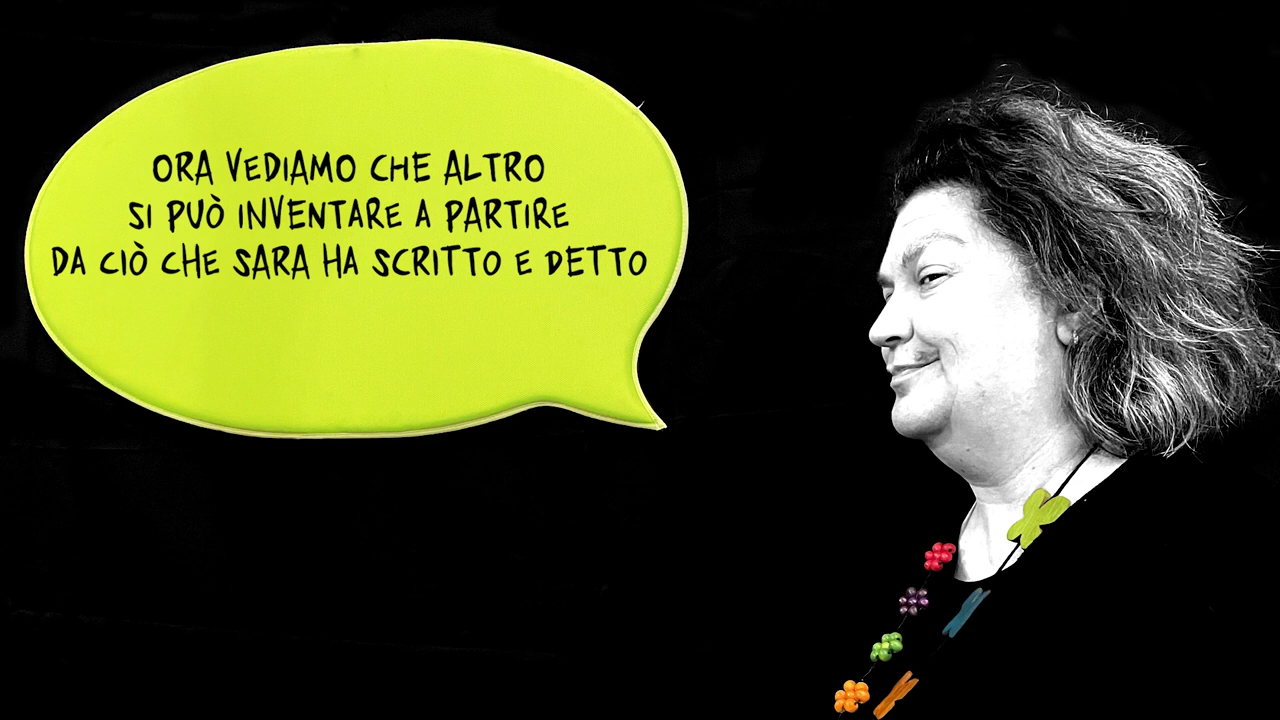 ORA VEDIAMO CHE ALTRO
SI PUÒ INVENTARE A PARTIRE
DA CIÒ CHE SARA HA SCRITTO E DETTO